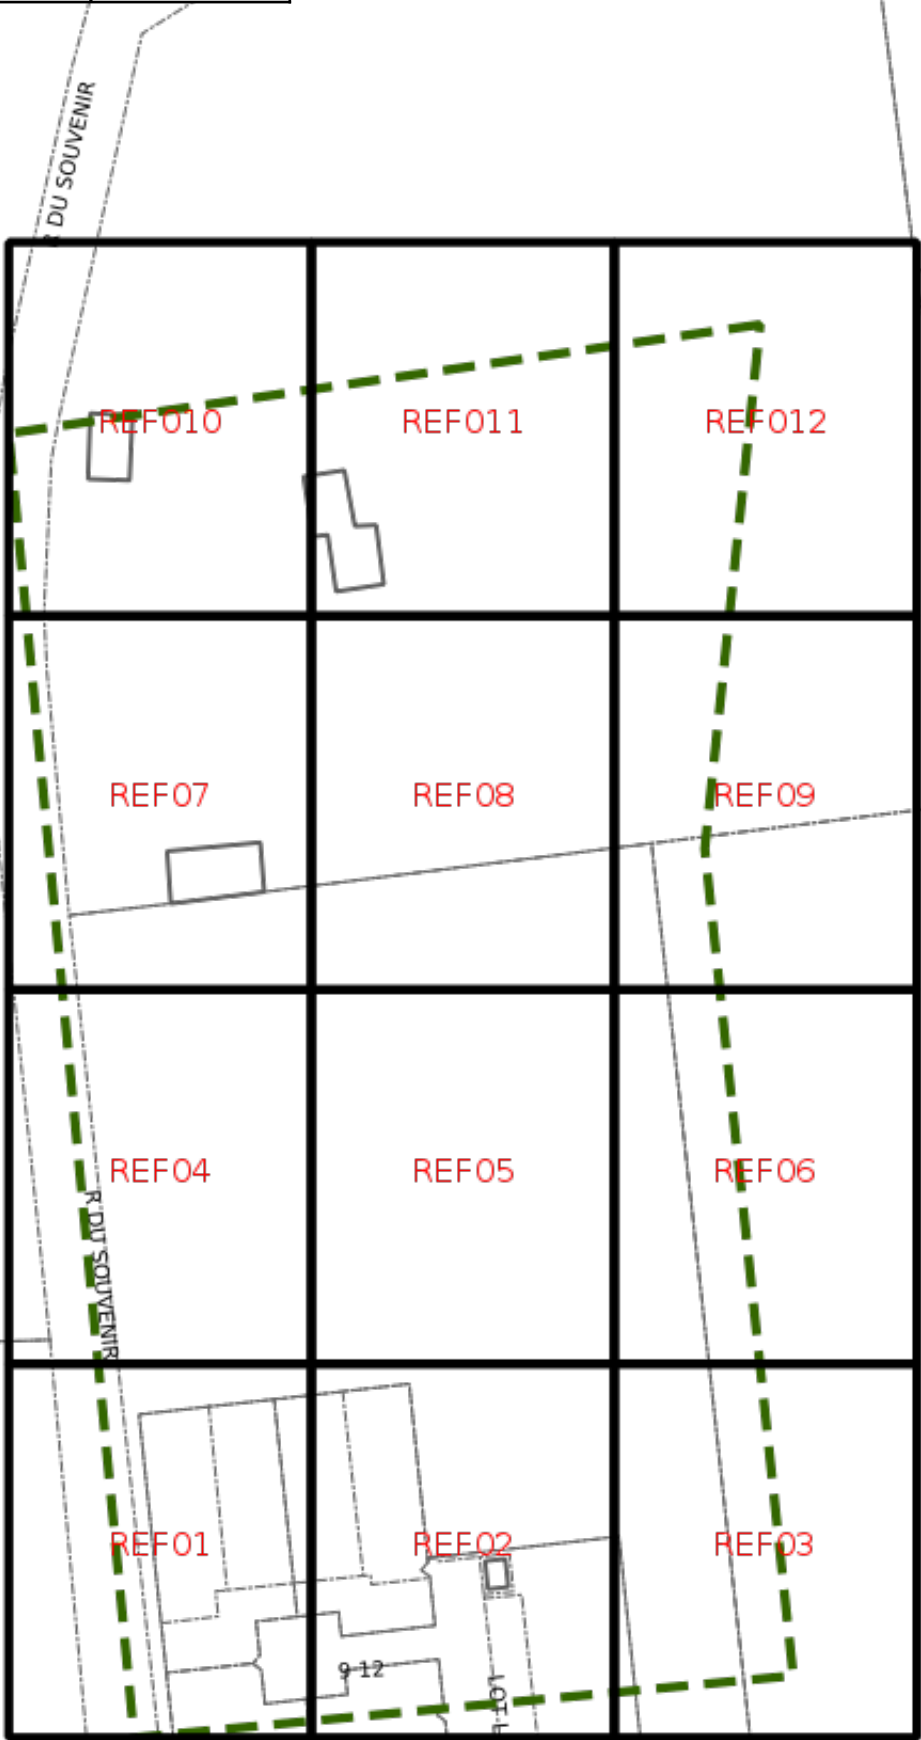 R DU SOUVENIR
REF010
REF011
REF012
REF07
REF08
REF09
REF04
REF05
REF06
R DU SOUVENIR
REF01
REF02
REF03
9 12